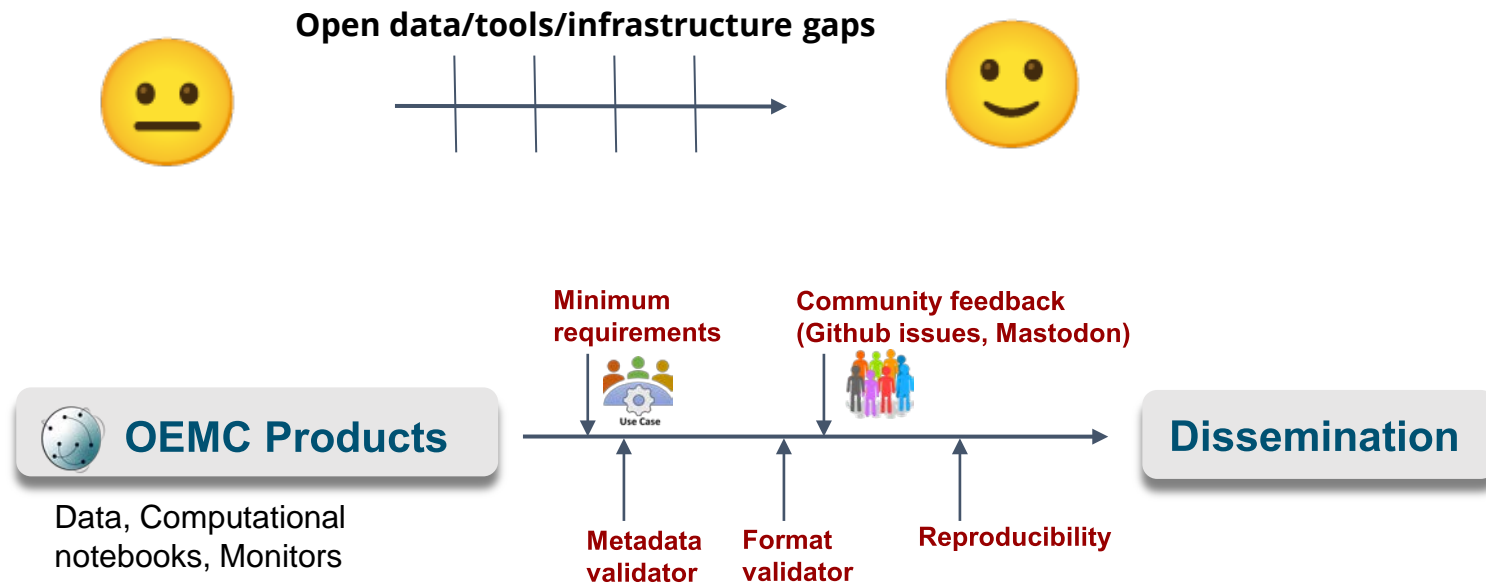 Open data/tools/infrastructure gaps
Minimum
requirements
Community feedback
(Github issues, Mastodon)
Use Case
OEMC Products
Dissemination
Data, Computational
notebooks, Monitors
Metadata
validator
Format
validator
Reproducibility